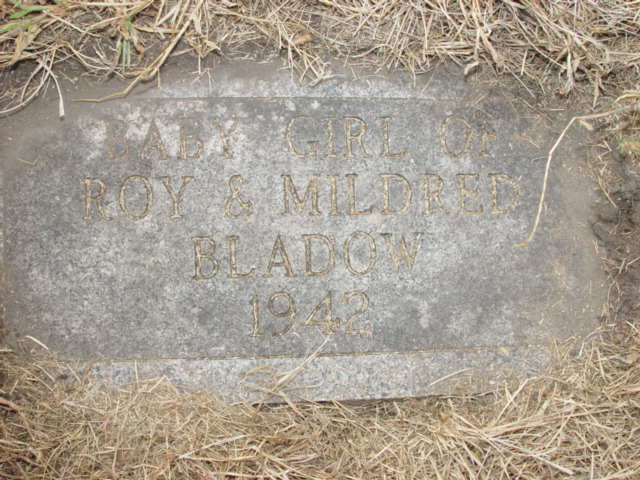 BABY GIRL OF
ROY & MILDRED
BLADOW
1942